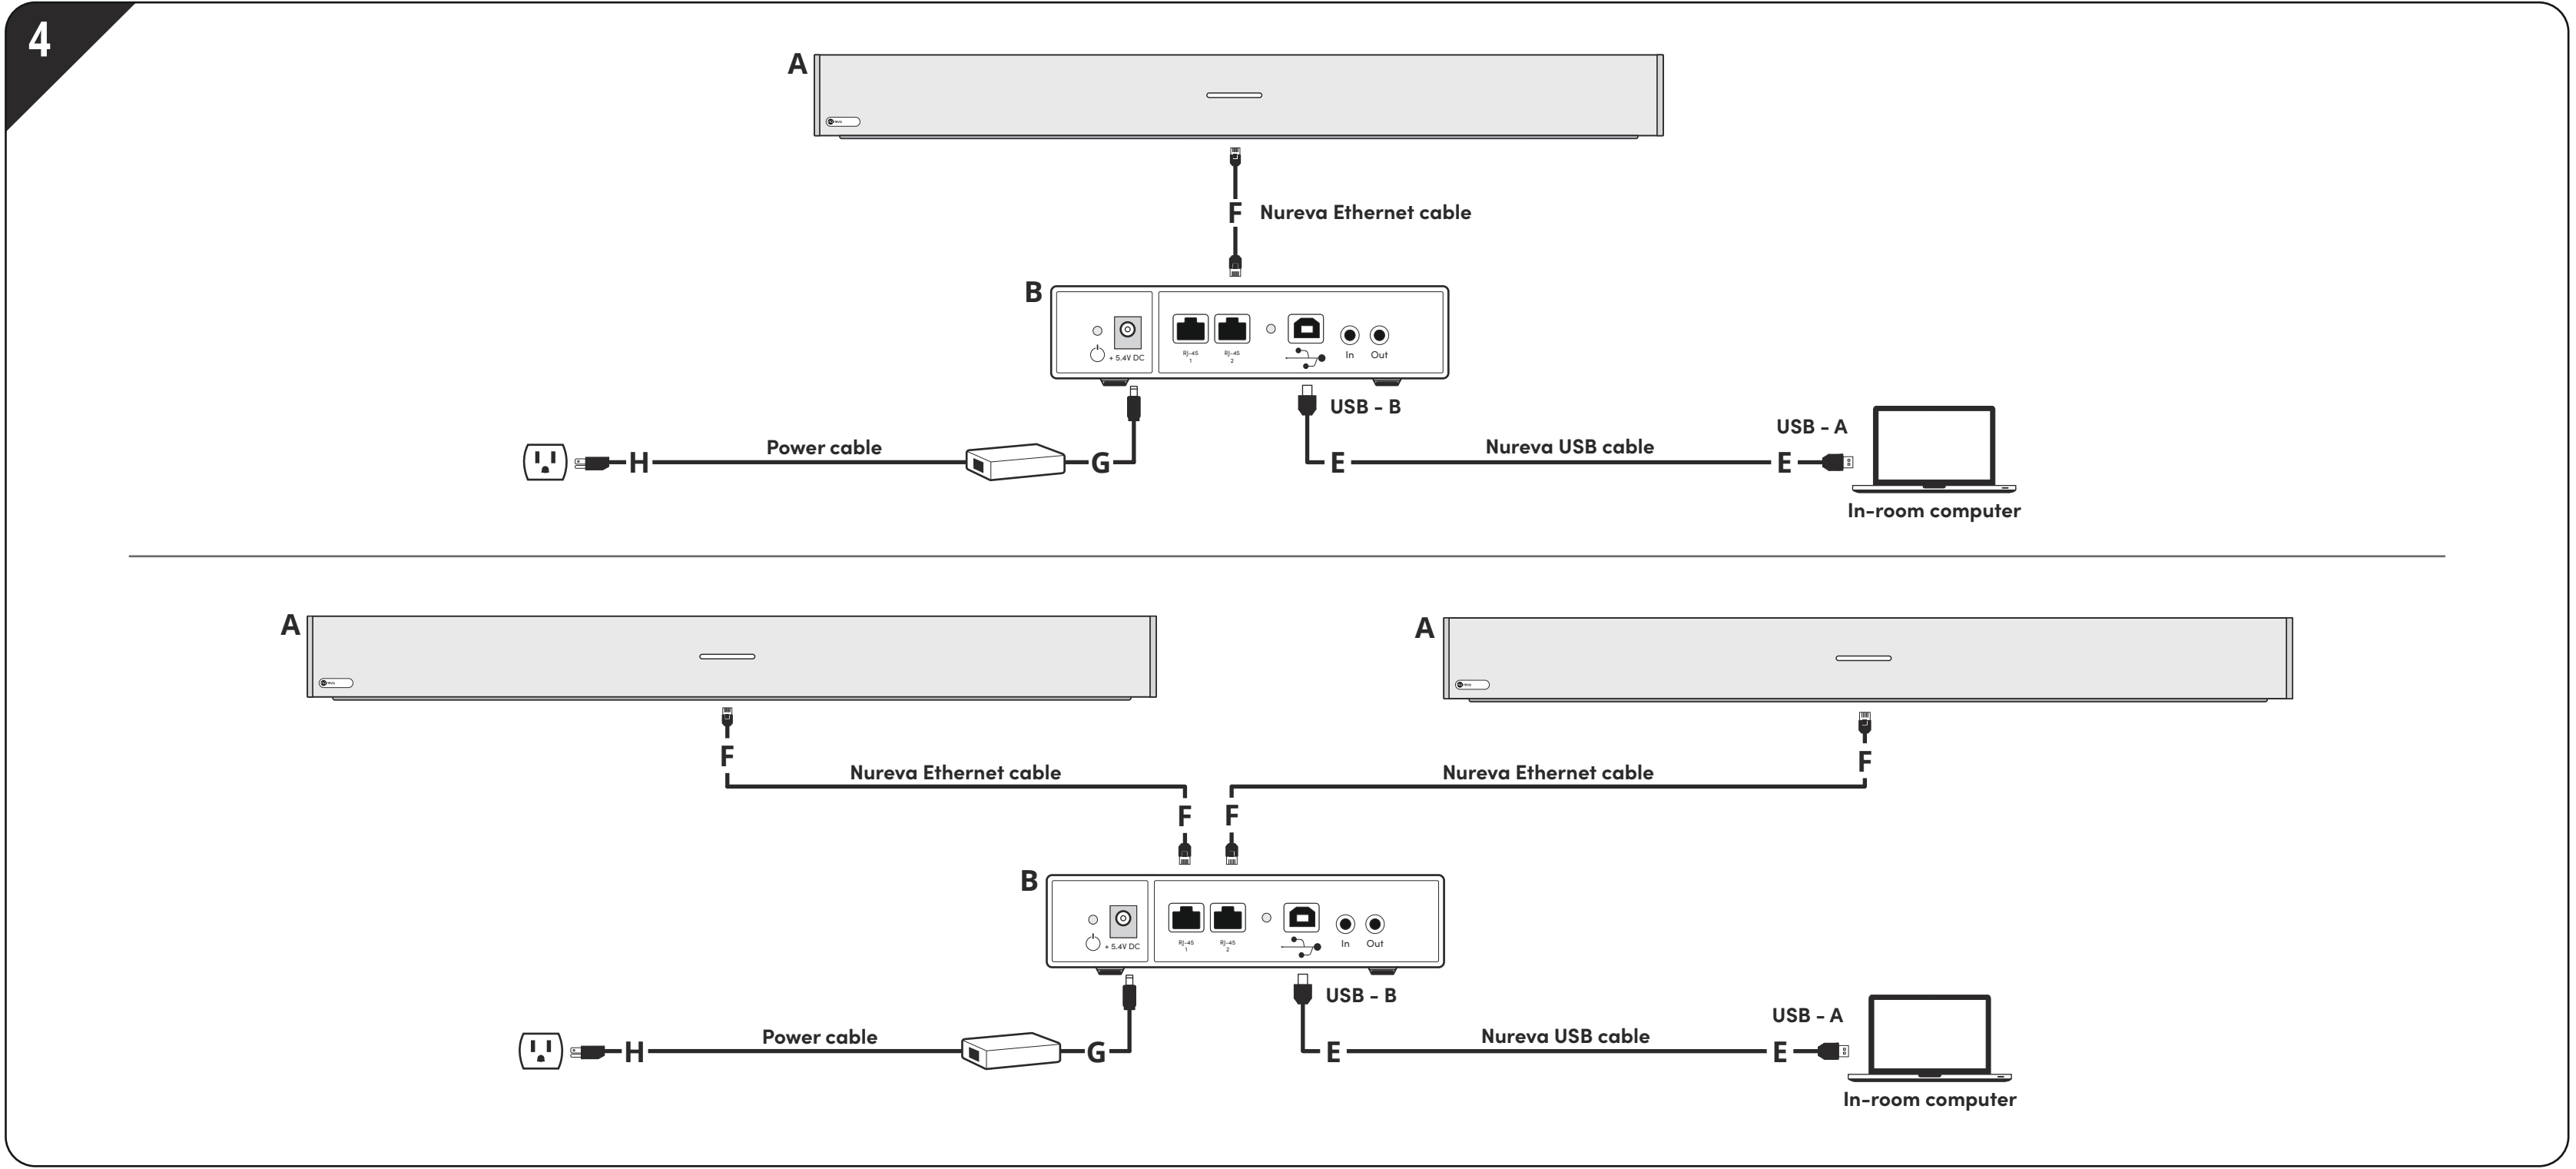 4
A
F Nureva Ethernet cable
B
+ 5.4V DC
RJ-45
1
RJ-45
2
In
Out
USB - B
USB - A
H
Power cable
G
E
Nureva USB cable
E
In-room computer
A
A
F
Nureva Ethernet cable
F
Nureva Ethernet cable
F
F
B
+ 5.4V DC
RJ-45
1
RJ-45
2
In
Out
USB - B
USB - A
H
Power cable
G
E
Nureva USB cable
E
In-room computer